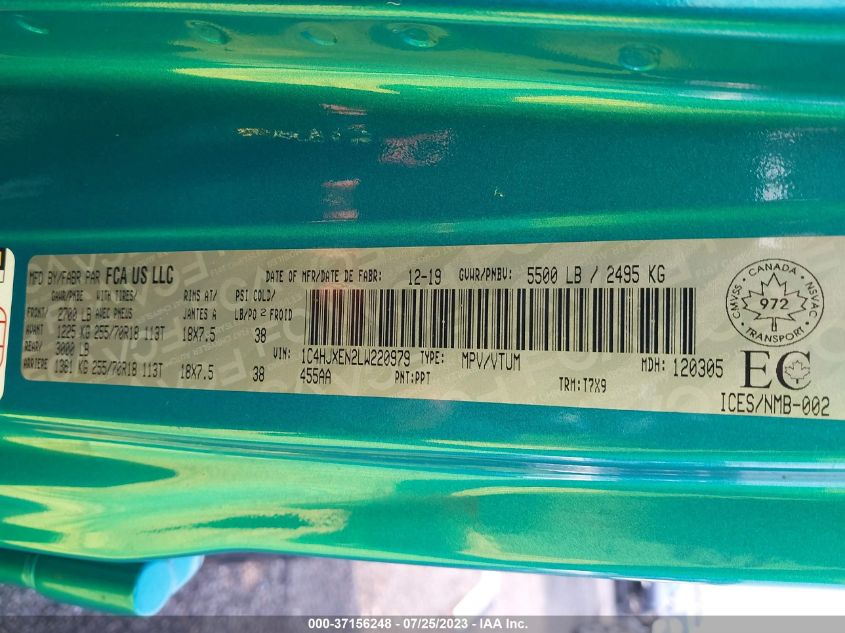 MFD BY/FABR PAR FCA US LLC
DATE OF MFR/DATE DE FABR: 12-19 GVWR/PNBV: 5500 LB / 2495 KG
GAWR/PNBE WITH TIRES/ RIMS AT/ PSI COLD/
FRONT/ 2700 LB AVEC PNEUS JANTES A LB/PO 2 FROID
AVANT 1225 KG 255/70R18 113T 18X7.5 38
REAR/ 3000 LB
ARRIERE 1361 KG 255/70R18 113T 18X7.5 38
VIN: 1C4HJXEN2LW220979 TYPE: MPV/VTUM MDH: 120305
455AA PNT:PPT TRM:T7X9
CMVSS • CANADA • NSVAC
972
TRANSPORT
EC
ICES/NMB-002
000-37156248 - 07/25/2023 - IAA Inc.